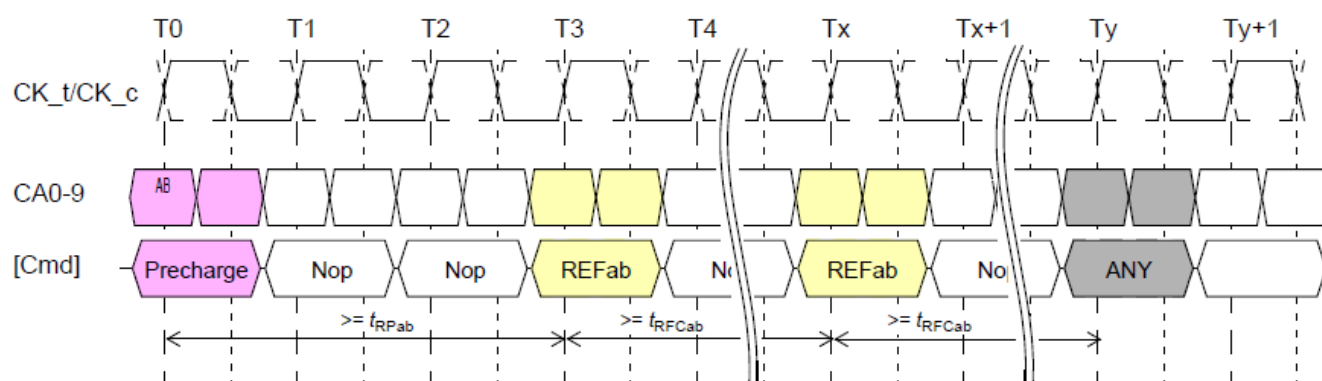 T0 T1 T2 T3 T4 Tx Tx+1 Ty Ty+1
CK_t/CK_c
CA0-9 AB
[Cmd] Precharge Nop Nop REFab REFab ANY
>= tRPab >= tRFCab >= tRFCab